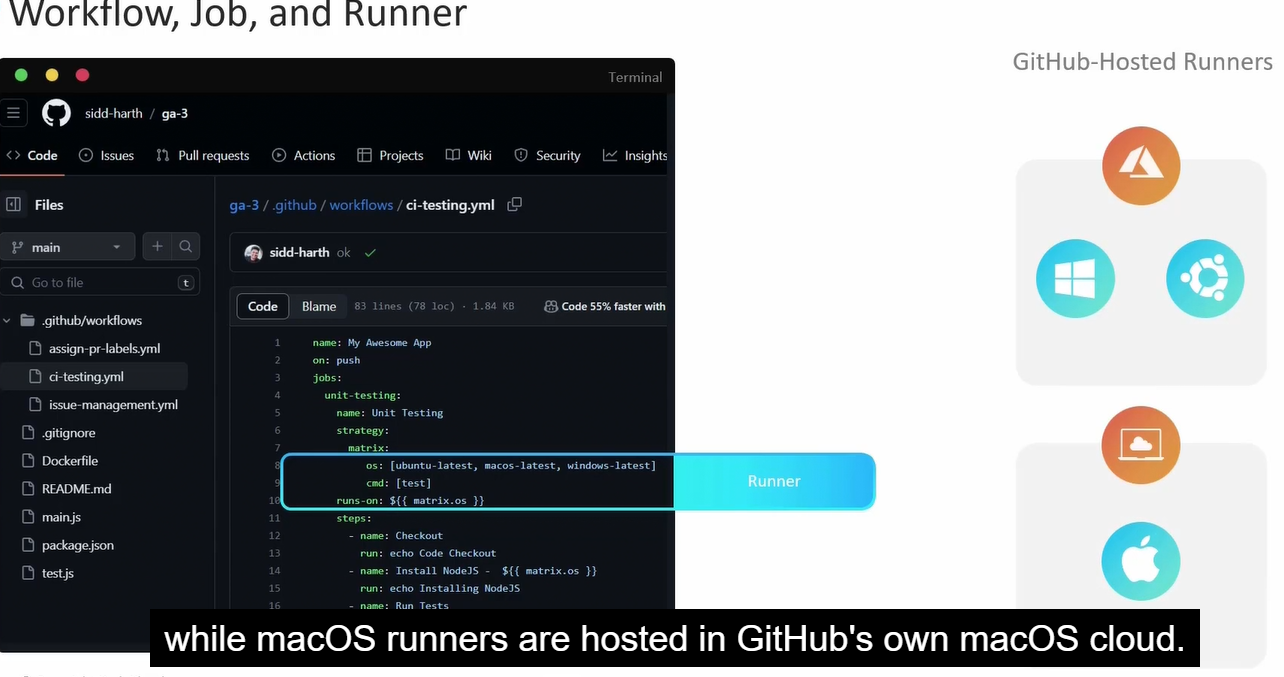 Workflow, Job, and Runner
GitHub-Hosted Runners
Terminal
sidd-harth / ga-3
Code Issues Pull requests Actions Projects Wiki Security Insights
Files
main
Go to file t
.github/workflows
assign-pr-labels.yml
ci-testing.yml
issue-management.yml
.gitignore
Dockerfile
README.md
main.js
package.json
test.js
ga-3 / .github / workflows / ci-testing.yml
sidd-harth ok
Code Blame 83 lines (78 loc) · 1.84 KB Code 55% faster with
1 name: My Awesome App
2 on: push
3 jobs:
4 unit-testing:
5 name: Unit Testing
6 strategy:
7 matrix:
8 os: [ubuntu-latest, macos-latest, windows-latest]
9 cmd: [test]
10 runs-on: ${{ matrix.os }}
11 steps:
12 - name: Checkout
13 run: echo Code Checkout
14 - name: Install NodeJS - ${{ matrix.os }}
15 run: echo Installing NodeJS
16 - name: Run Tests
Runner
while macOS runners are hosted in GitHub's own macOS cloud.